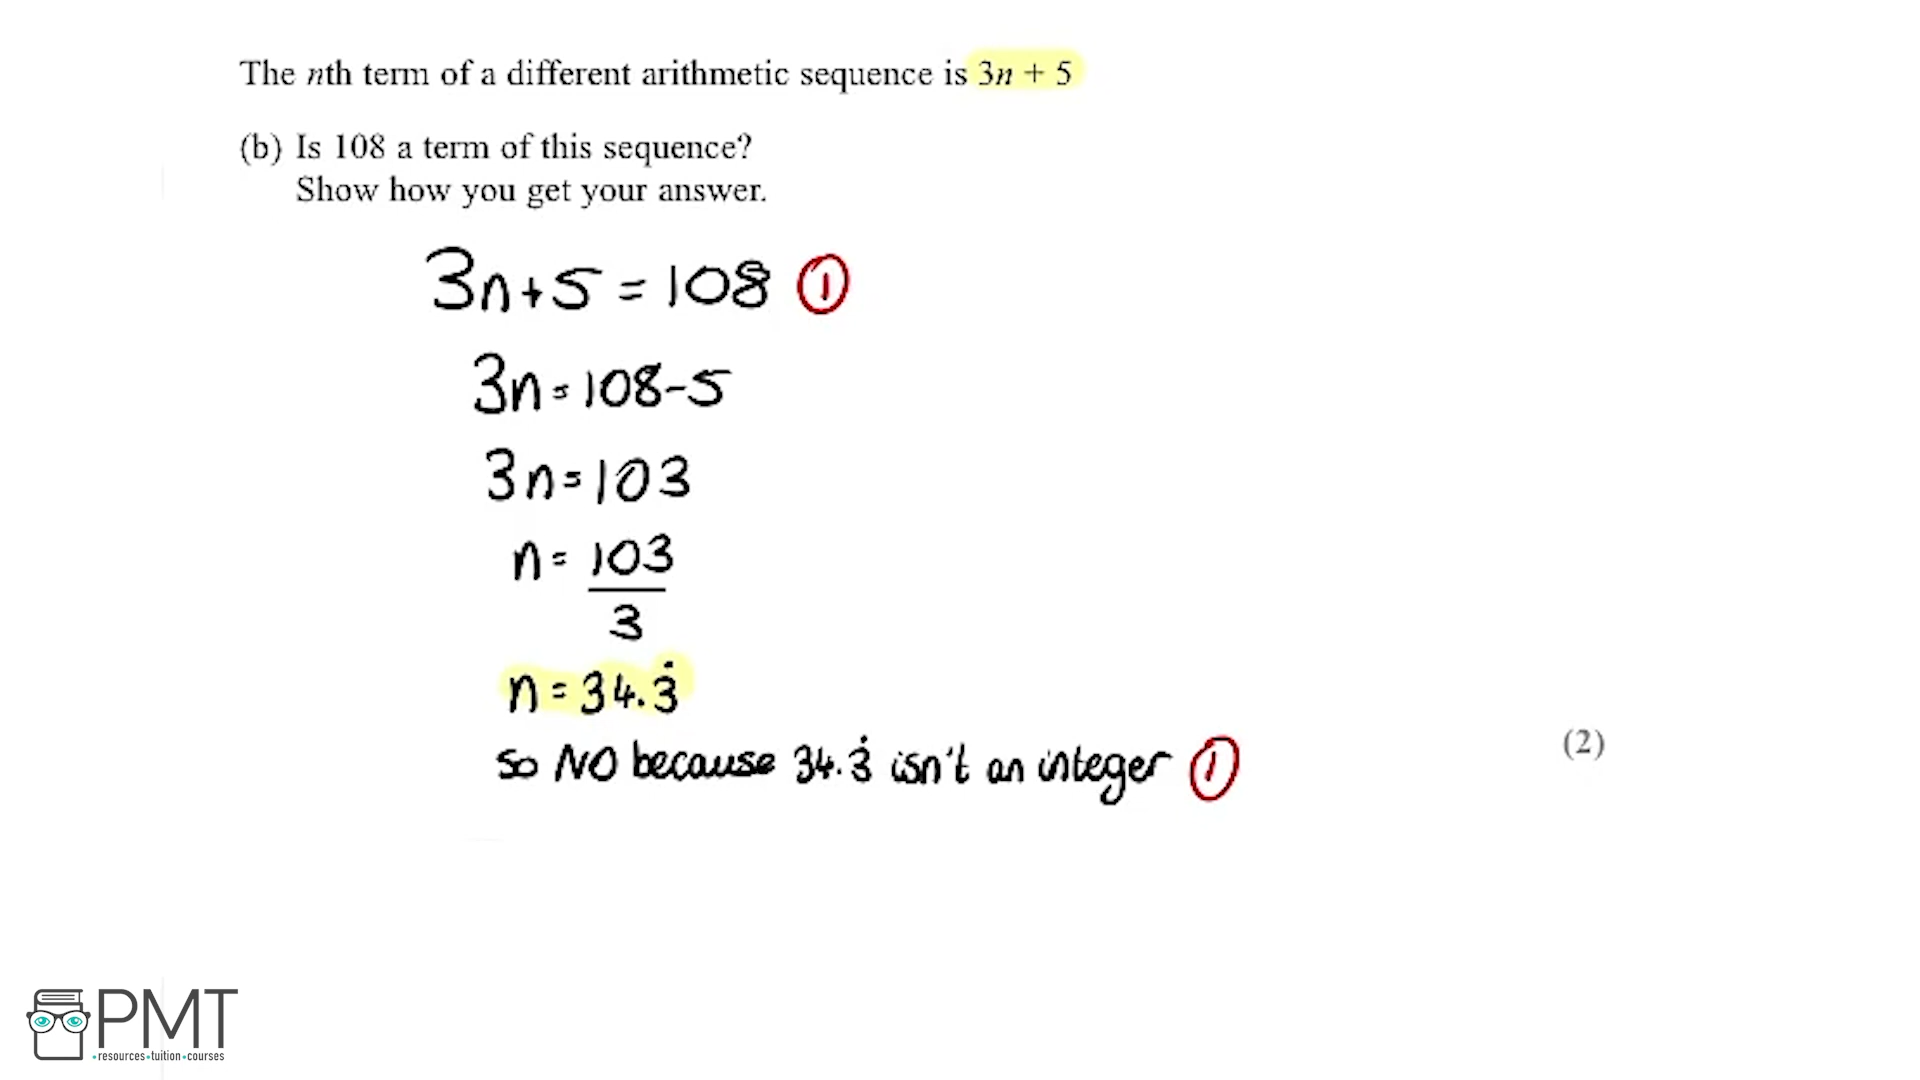 The nth term of a different arithmetic sequence is 3n + 5
(b) Is 108 a term of this sequence?
Show how you get your answer.
3n+5 = 108 ①
3n = 108-5
3n = 103
n = 103
3
n = 34.3̇
so NO because 34.3̇ isn't an integer ①
(2)
PMT
•resources•tuition•courses